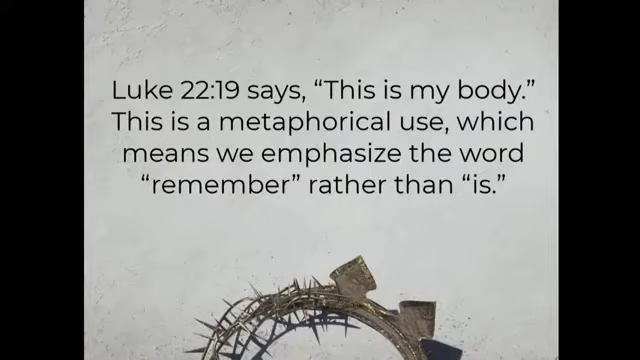 Luke 22:19 says, “This is my body.”
This is a metaphorical use, which
means we emphasize the word
“remember” rather than “is.”